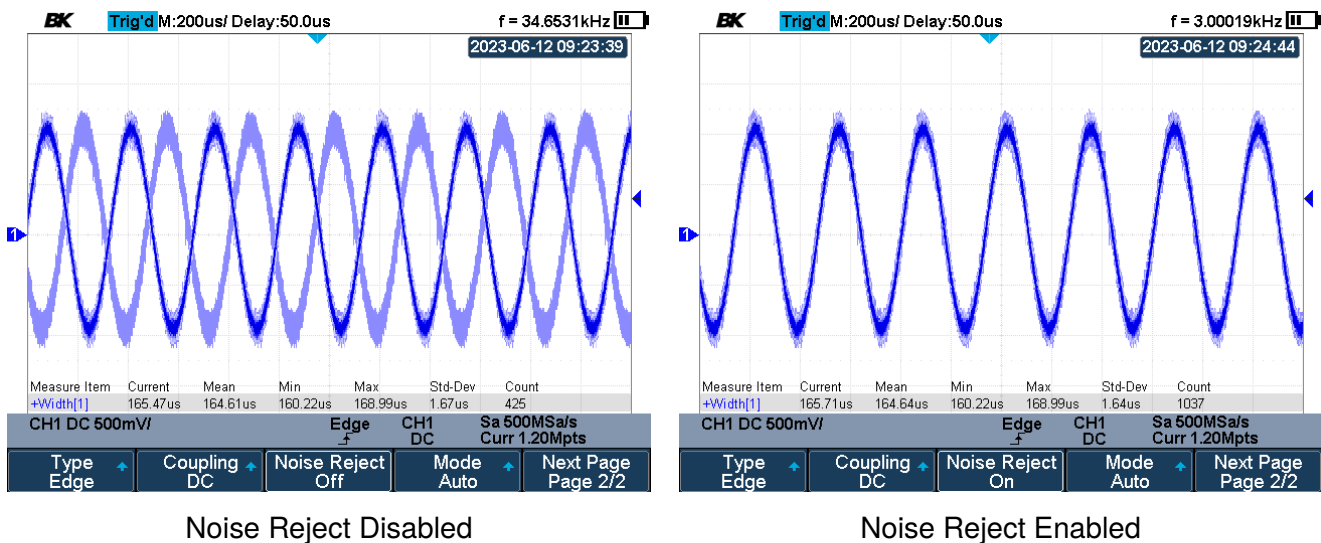 BK Trig'd M:200us/ Delay:50.0us f = 34.6531kHz
2023-06-12 09:23:39
1
Measure Item Current Mean Min Max Std-Dev Count
+Width[1] 165.47us 164.61us 160.22us 168.99us 1.67us 425
CH1 DC 500mV/ Edge CH1 Sa 500MSa/s
DC Curr 1.20Mpts
Type Coupling Noise Reject Mode Next Page
Edge DC Off Auto Page 2/2
Noise Reject Disabled
BK Trig'd M:200us/ Delay:50.0us f = 3.00019kHz
2023-06-12 09:24:44
1
Measure Item Current Mean Min Max Std-Dev Count
+Width[1] 165.71us 164.64us 160.22us 168.99us 1.64us 1037
CH1 DC 500mV/ Edge CH1 Sa 500MSa/s
DC Curr 1.20Mpts
Type Coupling Noise Reject Mode Next Page
Edge DC On Auto Page 2/2
Noise Reject Enabled